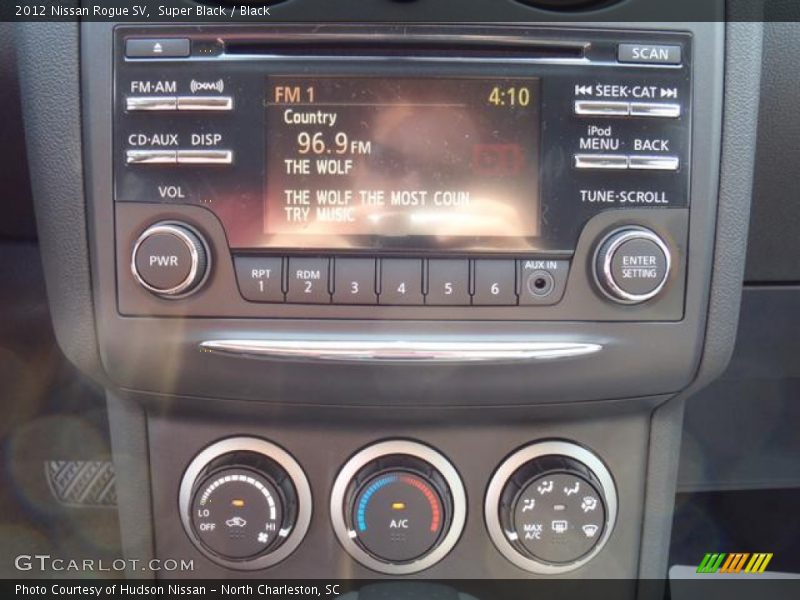 2012 Nissan Rogue SV, Super Black / Black
SCAN
FM·AM
SEEK·CAT
FM 1
4:10
Country
96.9 FM
THE WOLF
THE WOLF THE MOST COUN
TRY MUSIC
CD·AUX DISP
iPod
MENU BACK
VOL
TUNE·SCROLL
PWR
ENTER
SETTING
RPT
1
RDM
2
3
4
5
6
AUX IN
LO
OFF
HI
A/C
MAX
A/C
GTCARLOT.COM
Photo Courtesy of Hudson Nissan - North Charleston, SC